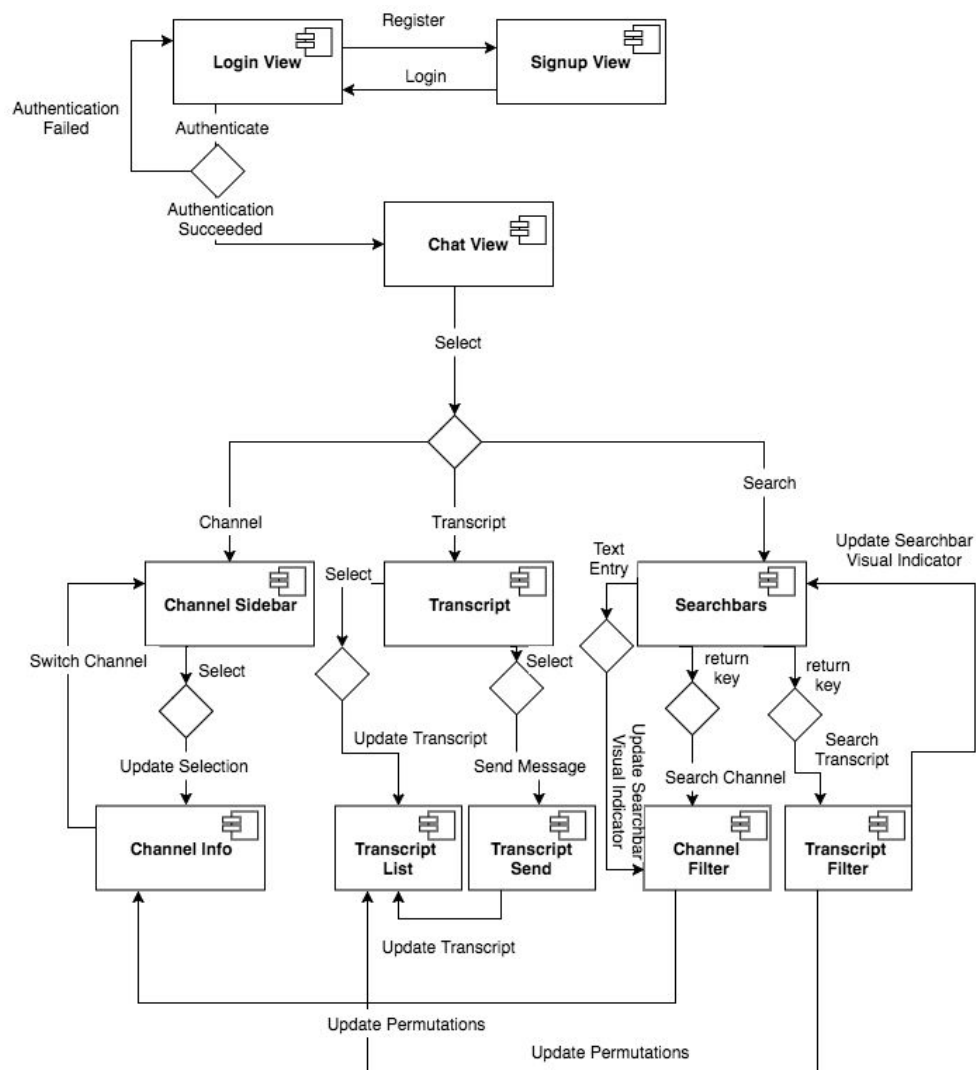 Register
Login View
Signup View
Login
Authentication
Failed
Authenticate
Authentication
Succeeded
Chat View
Select
Search
Channel
Transcript
Update Searchbar
Visual Indicator
Text
Entry
Select
Channel Sidebar
Transcript
Searchbars
Switch Channel
Select
Select
return
key
return
key
Update Transcript
Update Searchbar
Visual Indicator
Search
Transcript
Update Selection
Send Message
Search Channel
Channel Info
Transcript
List
Transcript
Send
Channel
Filter
Transcript
Filter
Update Transcript
Update Permutations
Update Permutations